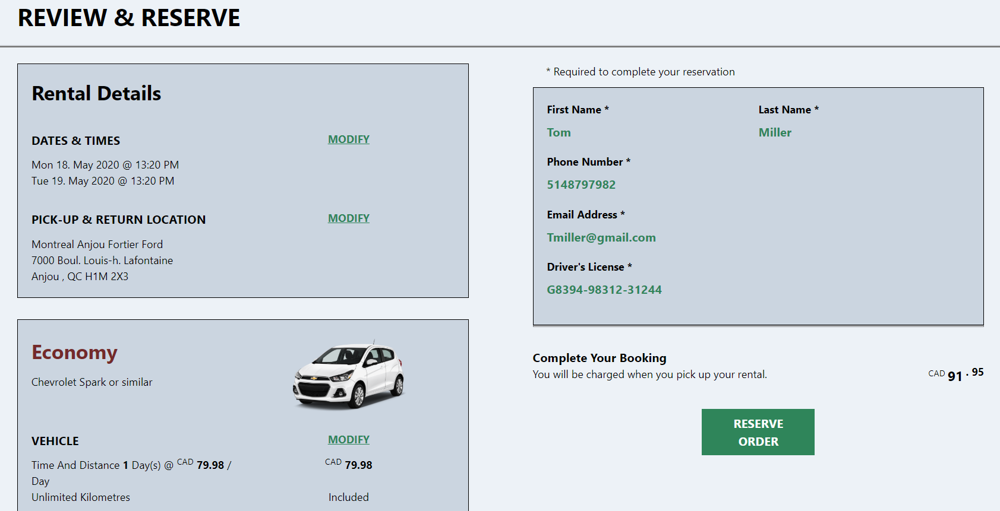 REVIEW & RESERVE
Rental Details
DATES & TIMES
MODIFY
Mon 18. May 2020 @ 13:20 PM
Tue 19. May 2020 @ 13:20 PM
PICK-UP & RETURN LOCATION
MODIFY
Montreal Anjou Fortier Ford
7000 Boul. Louis-h. Lafontaine
Anjou , QC H1M 2X3
Economy
Chevrolet Spark or similar
VEHICLE
MODIFY
Time And Distance 1 Day(s) @ CAD 79.98 /
Day
CAD 79.98
Unlimited Kilometres
Included
* Required to complete your reservation
First Name *
Last Name *
Tom
Miller
Phone Number *
5148797982
Email Address *
Tmiller@gmail.com
Driver's License *
G8394-98312-31244
Complete Your Booking
You will be charged when you pick up your rental.
CAD 91 . 95
RESERVE
ORDER